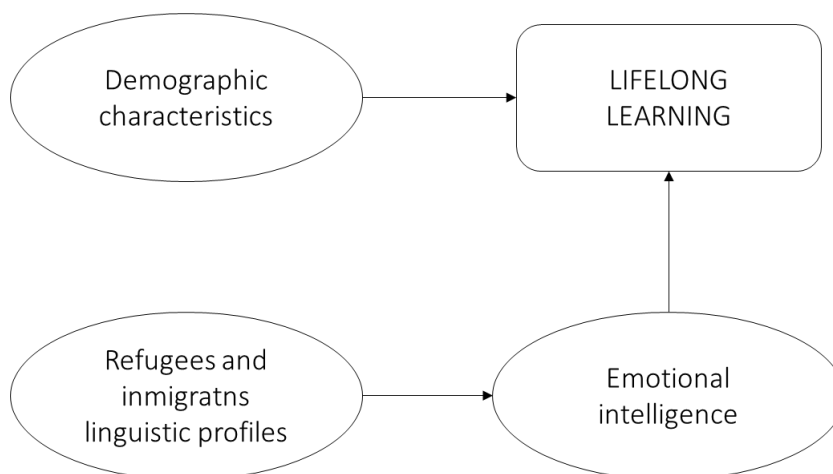 Demographic
characteristics
LIFELONG
LEARNING
Refugees and
inmigratns
linguistic profiles
Emotional
intelligence